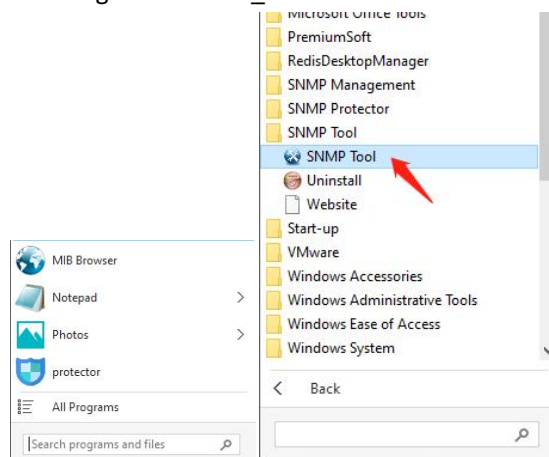 Microsoft Office Tools
PremiumSoft
RedisDesktopManager
SNMP Management
SNMP Protector
SNMP Tool
SNMP Tool
Uninstall
Website
Start-up
VMware
Windows Accessories
Windows Administrative Tools
Windows Ease of Access
Windows System
Back
MIB Browser
Notepad
Photos
protector
All Programs
Search programs and files